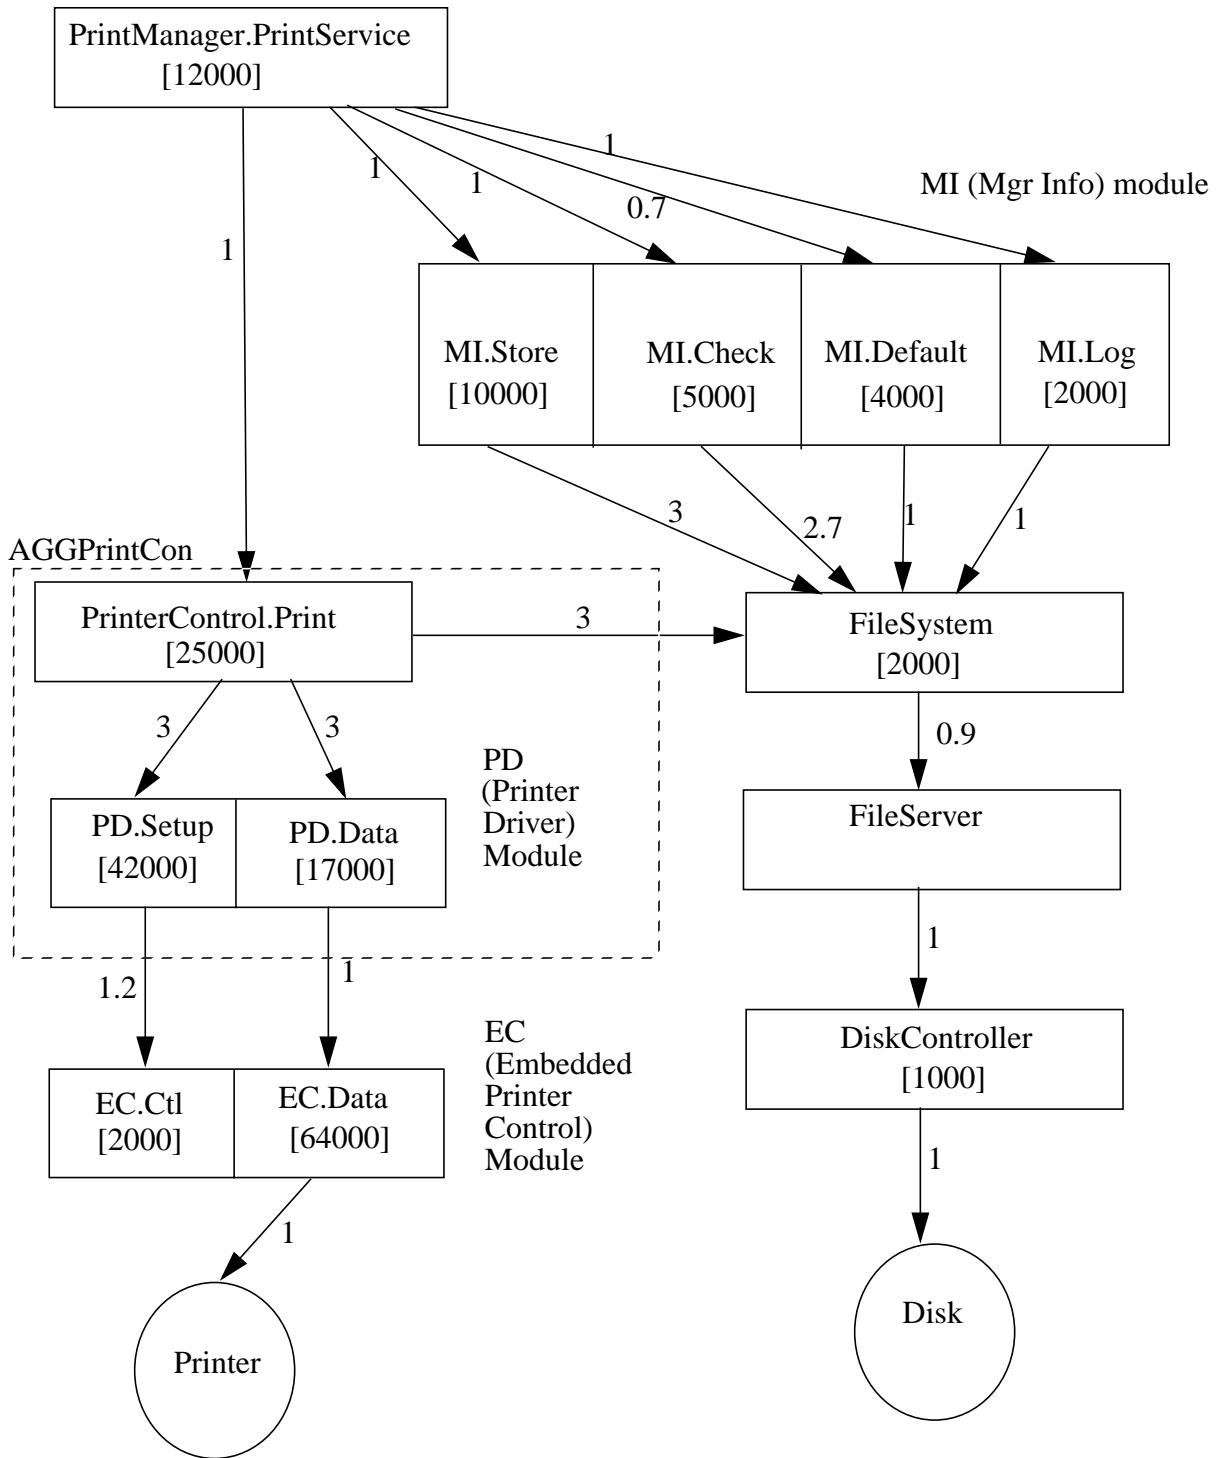 PrintManager.PrintService
[12000]
1
1
1
0.7
1
MI (Mgr Info) module
1
MI.Store
[10000]
MI.Check
[5000]
MI.Default
[4000]
MI.Log
[2000]
3
2.7
1
1
AGGPrintCon
PrinterControl.Print
[25000]
3
FileSystem
[2000]
3
3
0.9
PD
(Printer
Driver)
Module
PD.Setup
[42000]
PD.Data
[17000]
FileServer
1.2
1
1
EC
(Embedded
Printer
Control)
Module
DiskController
[1000]
EC.Ctl
[2000]
EC.Data
[64000]
1
1
Printer
Disk